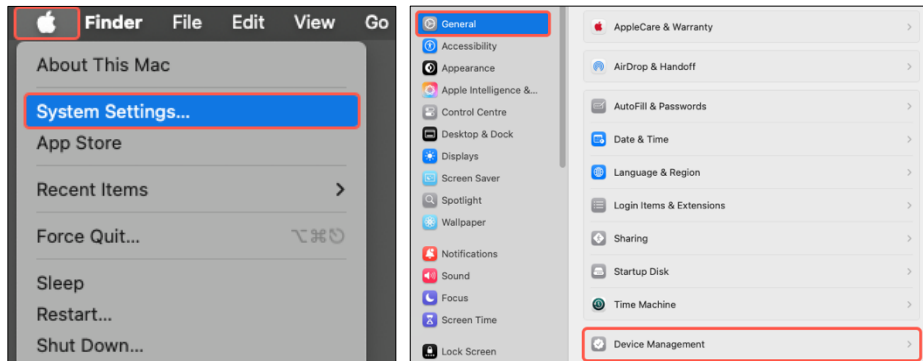 Finder File Edit View Go
About This Mac
System Settings...
App Store
Recent Items
Force Quit...
Sleep
Restart...
Shut Down...
General
Accessibility
Appearance
Apple Intelligence &...
Control Centre
Desktop & Dock
Displays
Screen Saver
Spotlight
Wallpaper
Notifications
Sound
Focus
Screen Time
Lock Screen
AppleCare & Warranty
AirDrop & Handoff
AutoFill & Passwords
Date & Time
Language & Region
Login Items & Extensions
Sharing
Startup Disk
Time Machine
Device Management